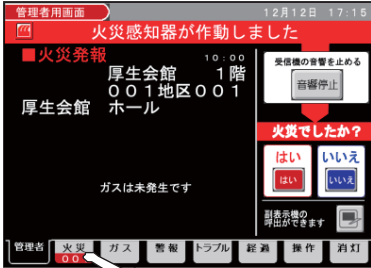 管理者用画面
12月12日 17:15
火災感知器が作動しました
■火災発報 10:00
厚生会館 1階
001地区001
厚生会館 ホール
ガスは未発生です
受信機の音響を止める
音響停止
火災でしたか？
はい いいえ
はい いいえ
副表示機の
呼出ができます
管理者 火災 ガス 警報 トラブル 経過 操作 消灯
001